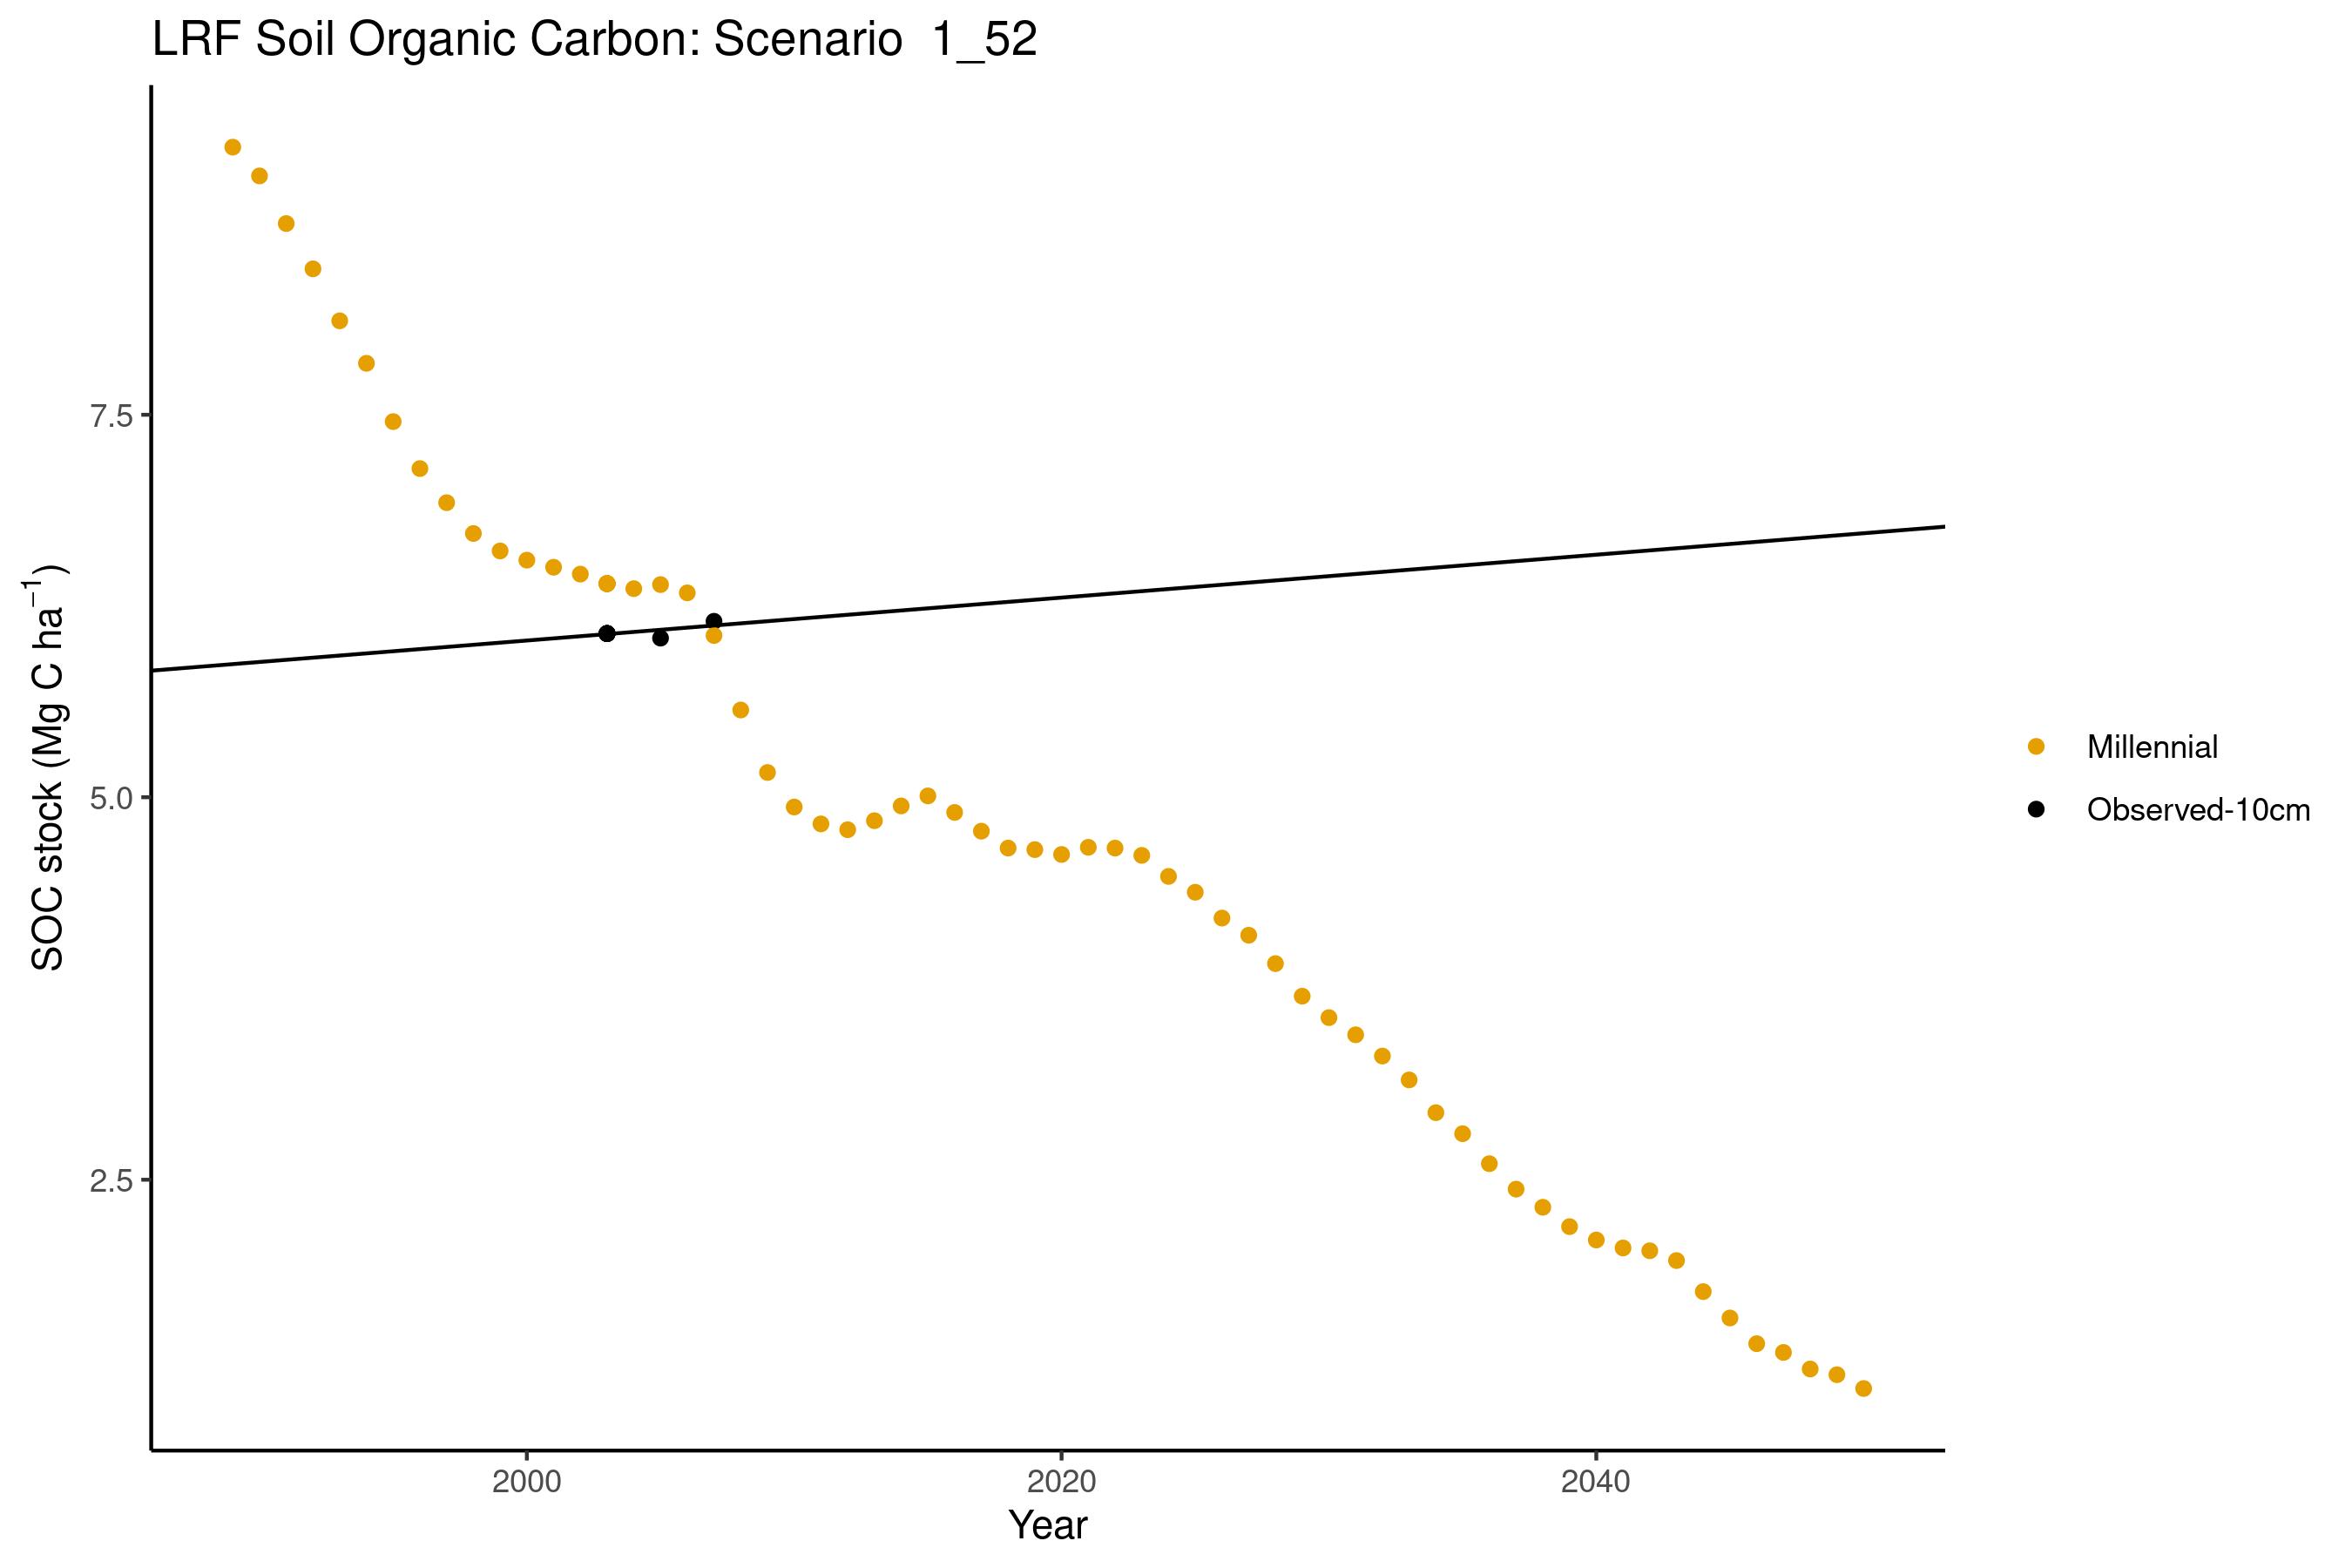 LRF Soil Organic Carbon: Scenario  1_52
SOC stock (Mg C ha⁻¹)
7.5
5.0
2.5
2000
2020
2040
Year
Millennial
Observed-10cm